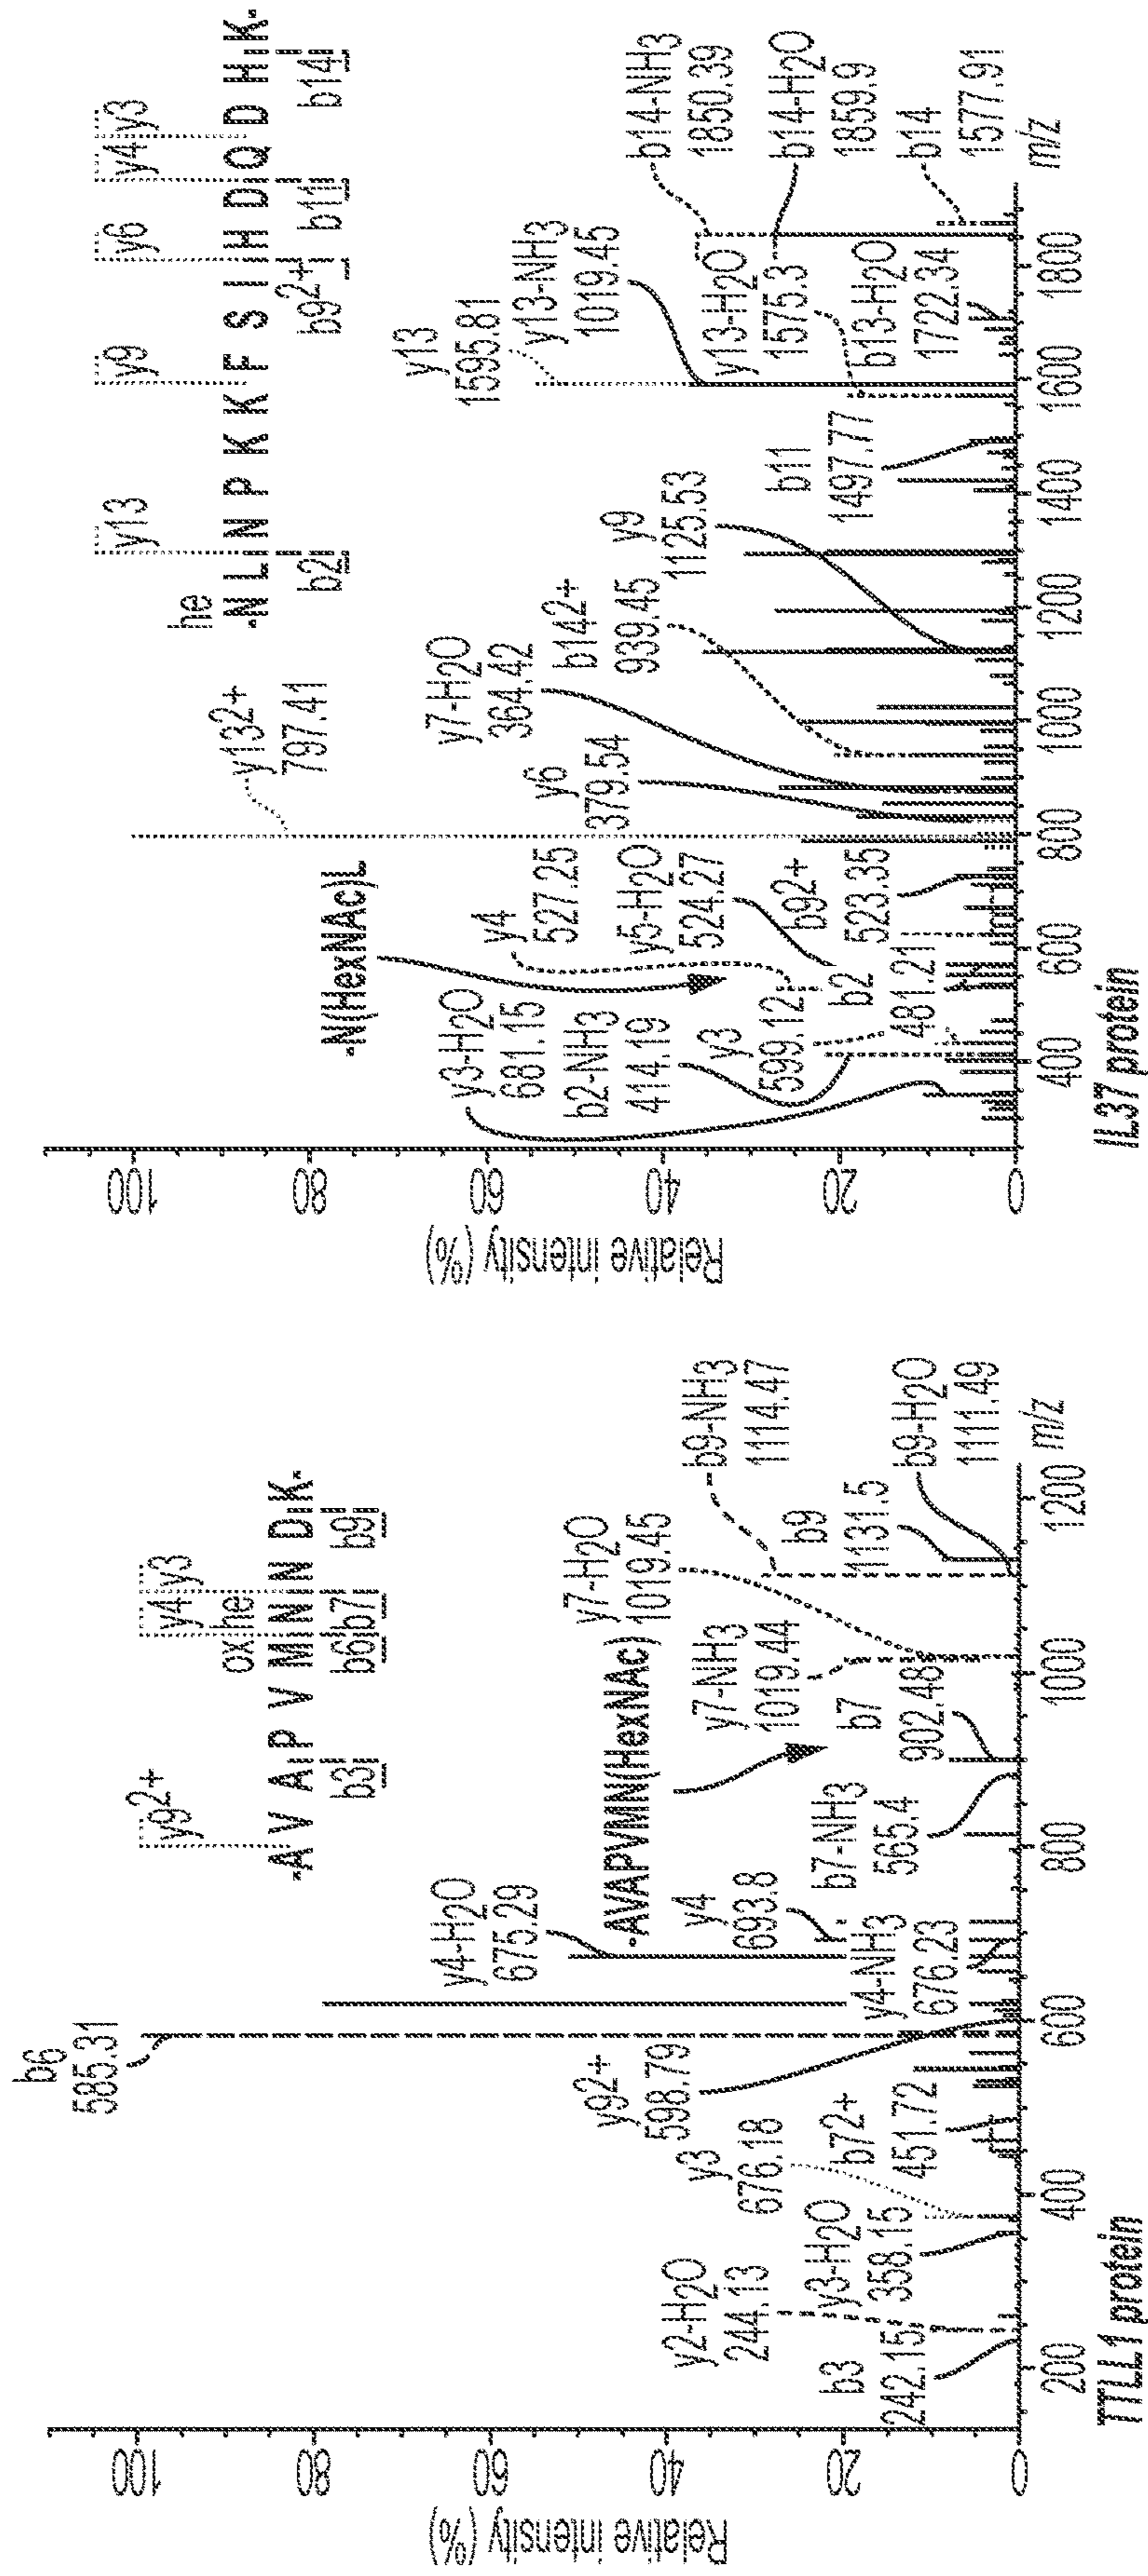 TTLL1 protein
Relative intensity (%)
100
80
60
40
20
0
200
400
600
800
1000
1200
m/z
y9²⁺
y4
y3
ox
he
-A V A P V M N N D K-
b3
b6
b7
b9
b6
585.31
y4-H₂O
675.29
-AVAPVMN(HexNAc)
y92+
598.79
y4
693.8
y7-H₂O
1019.45
y7-NH₃
1019.44
b9-NH₃
1114.47
y3
676.18
b72+
451.72
y4-NH₃
676.23
b7-NH₃
565.4
b7
902.48
b9
1131.5
b9-H₂O
1111.49
y2-H₂O
244.13
y3-H₂O
358.15
b3
242.15
IL37 protein
Relative intensity (%)
100
80
60
40
20
0
400
600
800
1000
1200
1400
1600
1800
m/z
y13
y9
y6
y4
y3
he
-N L N P K K F S I H D Q D H K-
b2
b9²⁺
b11
b14
y132+
797.41
-N(HexNAc)L
y3-H₂O
681.15
b2-NH₃
414.19
y3
599.12
b2
481.21
y4
527.25
y5-H₂O
524.27
b92+
523.35
y6
379.54
y7-H₂O
364.42
b142+
939.45
y9
1125.53
b11
1497.77
y13
1595.81
y13-NH₃
1019.45
y13-H₂O
1575.3
b13-H₂O
1722.34
b14-NH₃
1850.39
b14-H₂O
1859.9
b14
1577.91